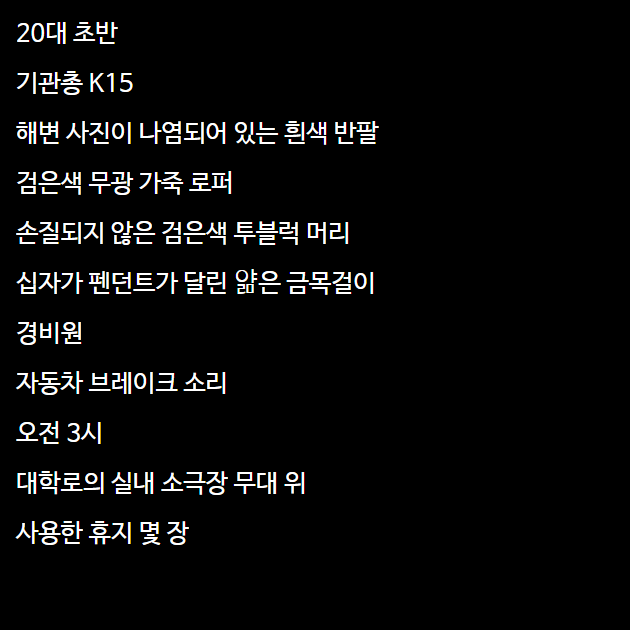 20대 초반
기관총 K15
해변 사진이 나염되어 있는 흰색 반팔
검은색 무광 가죽 로퍼
손질되지 않은 검은색 투블럭 머리
십자가 펜던트가 달린 얇은 금목걸이
경비원
자동차 브레이크 소리
오전 3시
대학로의 실내 소극장 무대 위
사용한 휴지 몇 장